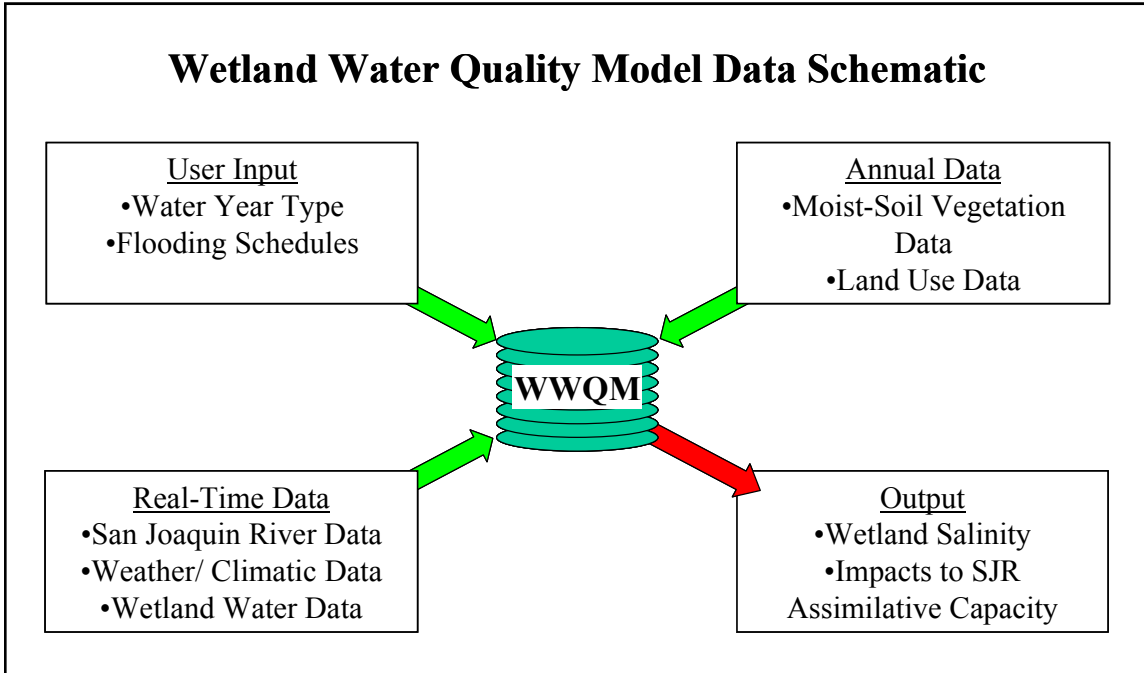 Wetland Water Quality Model Data Schematic
User Input
•Water Year Type
•Flooding Schedules
Annual Data
•Moist-Soil Vegetation
Data
•Land Use Data
WWQM
Real-Time Data
•San Joaquin River Data
•Weather/ Climatic Data
•Wetland Water Data
Output
•Wetland Salinity
•Impacts to SJR
Assimilative Capacity